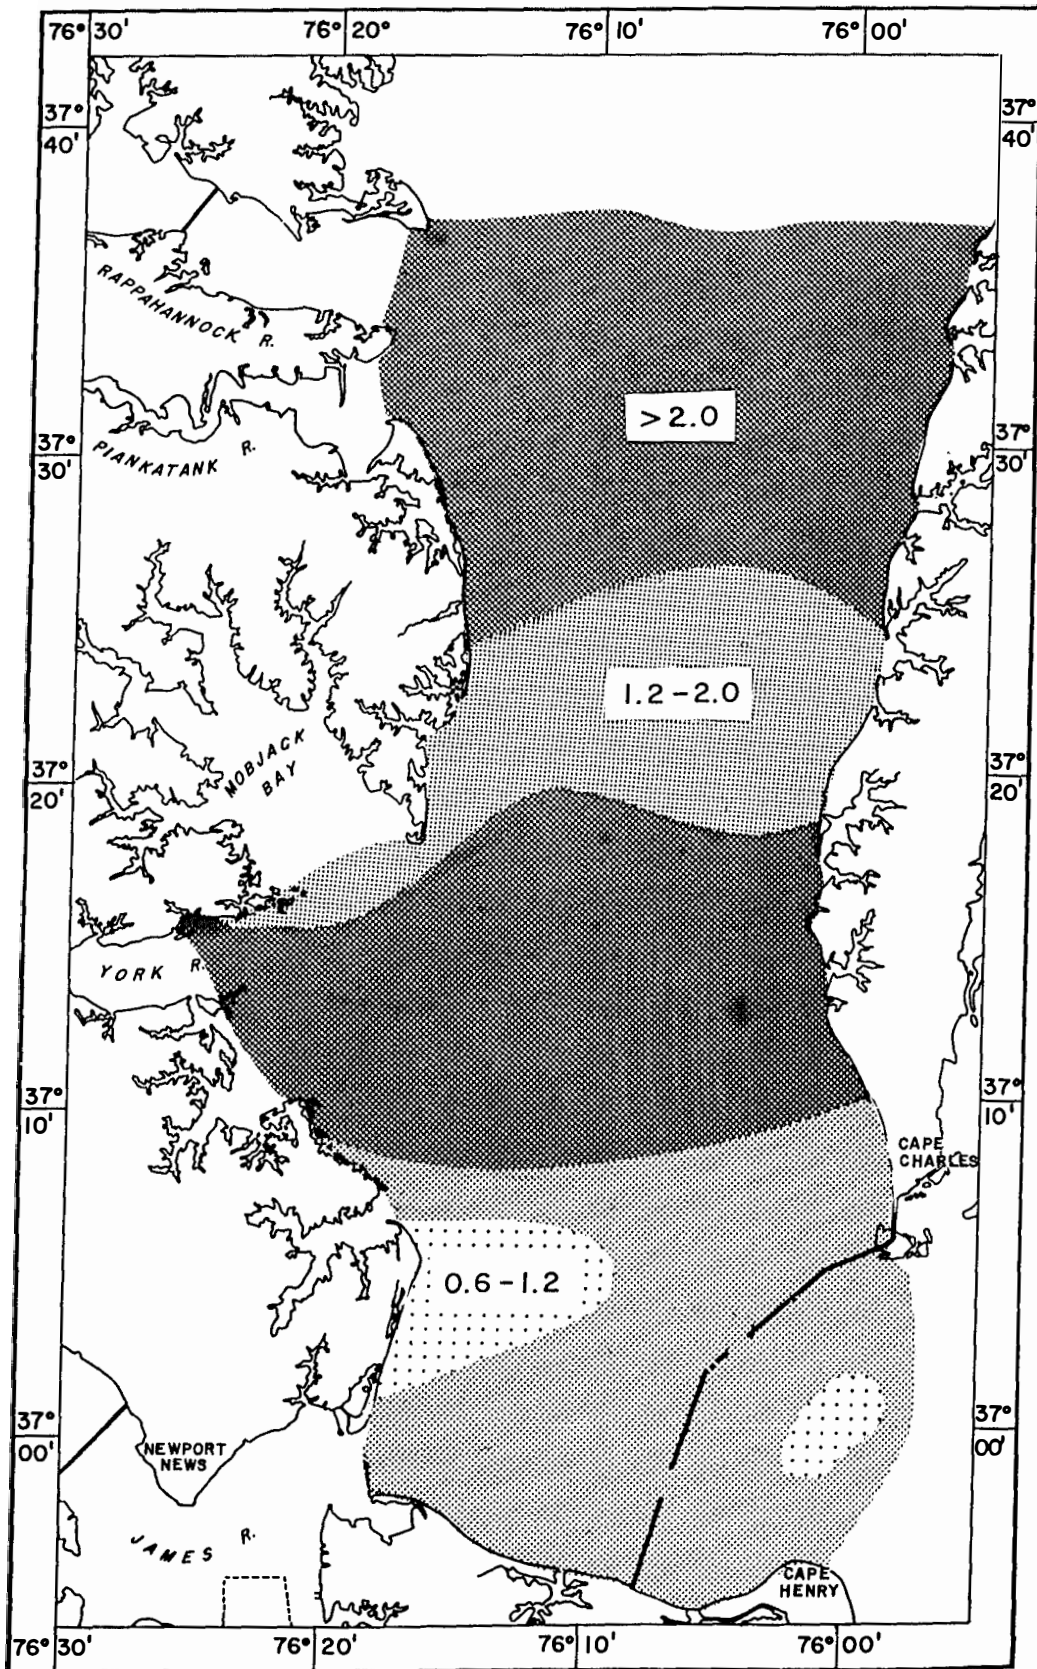 76°30' 76°20' 76°10' 76°00'
37°
40'
37°
40'
RAPPAHANNOCK R.
>2.0
PIANKATANK R.
37°
30'
37°
30'
1.2-2.0
MOBJACK
BAY
37°
20'
37°
20'
YORK R.
37°
10'
37°
10'
CAPE
CHARLES
0.6-1.2
37°
00'
37°
00'
NEWPORT
NEWS
JAMES R.
CAPE
HENRY
76°30' 76°20' 76°10' 76°00'